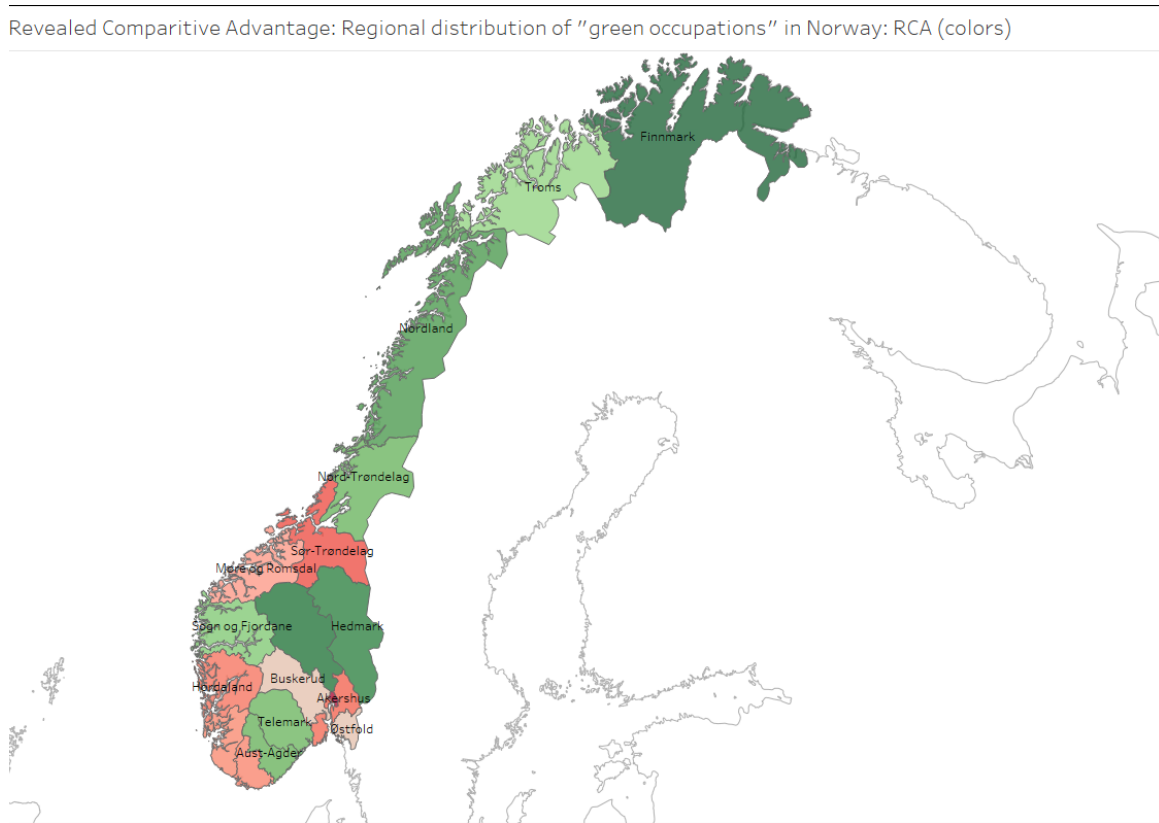 Revealed Comparitive Advantage: Regional distribution of "green occupations" in Norway: RCA (colors)
Finnmark
Troms
Nordland
Nord-Trøndelag
Sør-Trøndelag
Møre og Romsdal
Sogn og Fjordane
Hedmark
Buskerud
Hordaland
Akershus
Telemark
Østfold
Aust-Agder